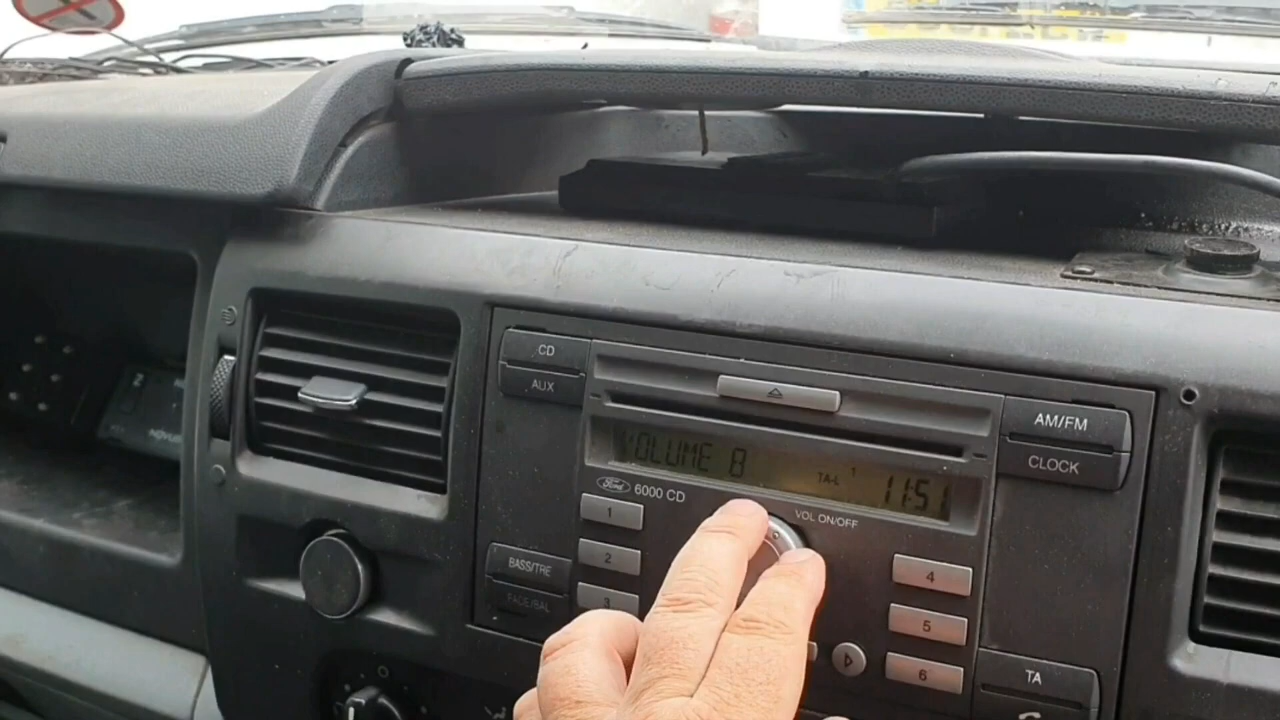 CD
AUX
AM/FM
CLOCK
VOLUME 8
TA-L
1
11:51
Ford
6000 CD
VOL ON/OFF
1
2
3
4
5
6
BASS/TRE
FADE/BAL
TA